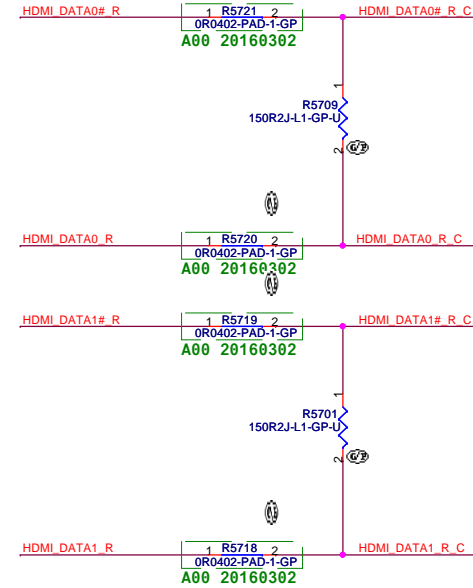 HDMI_DATA0#_R
1 R5721 2
HDMI_DATA0#_R_C
0R0402-PAD-1-GP
A00 20160302
1
R5709
150R2J-L1-GP-U
2
HDMI_DATA0_R
1 R5720 2
HDMI_DATA0_R_C
0R0402-PAD-1-GP
A00 20160302
HDMI_DATA1#_R
1 R5719 2
HDMI_DATA1#_R_C
0R0402-PAD-1-GP
A00 20160302
1
R5701
150R2J-L1-GP-U
2
HDMI_DATA1_R
1 R5718 2
HDMI_DATA1_R_C
0R0402-PAD-1-GP
A00 20160302